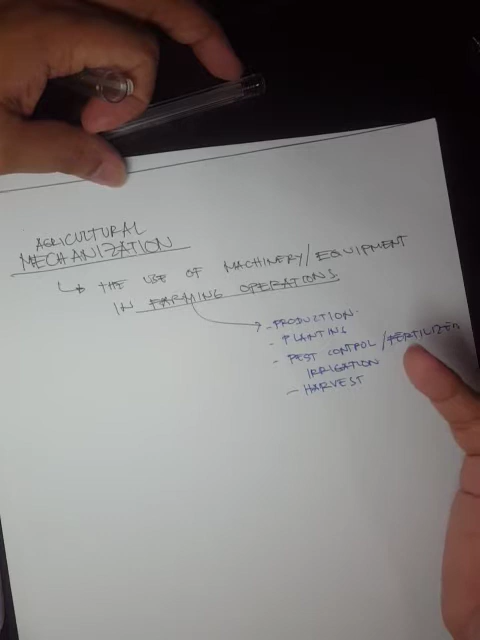 AGRICULTURAL
MECHANIZATION
↳ THE USE OF MACHINERY/EQUIPMENT
IN FARMING OPERATIONS
- PRODUCTION
- PLANTING
- PEST CONTROL / FERTILIZER
IRRIGATION
- HARVEST